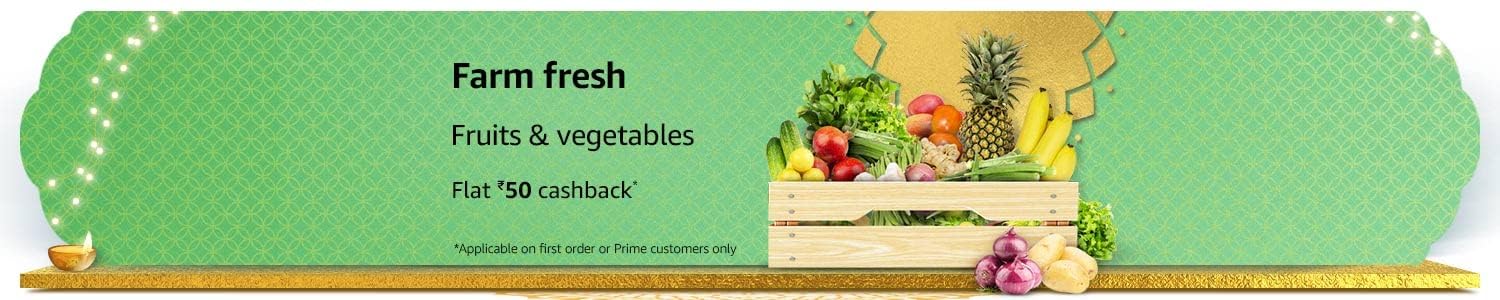 Farm fresh
Fruits & vegetables
Flat ₹50 cashback*
*Applicable on first order or Prime customers only